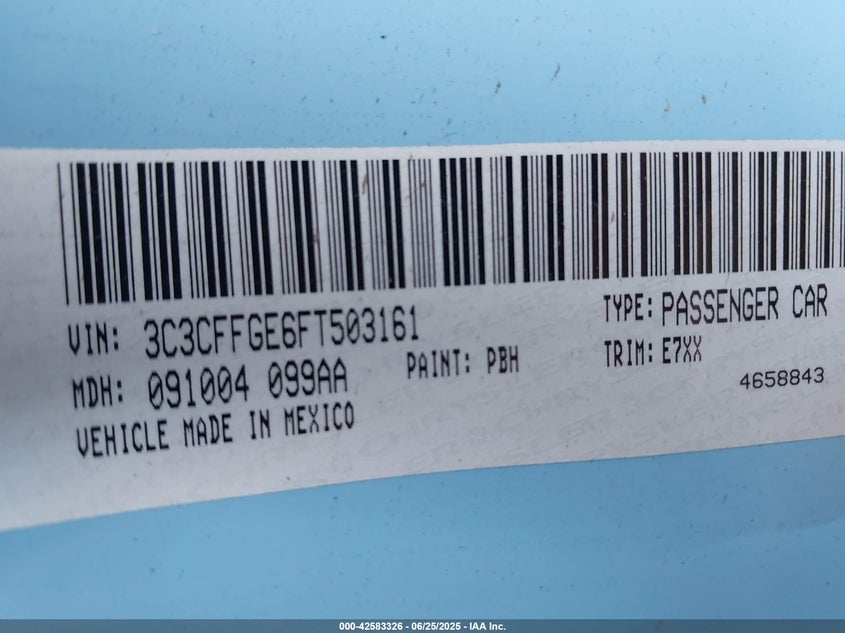 VIN: 3C3CFFGE6FT503161
TYPE: PASSENGER CAR
MDH: 091004 099AA
PAINT: PBH
TRIM: E7XX
4658843
VEHICLE MADE IN MEXICO
000-42583326 - 06/25/2025 - IAA Inc.